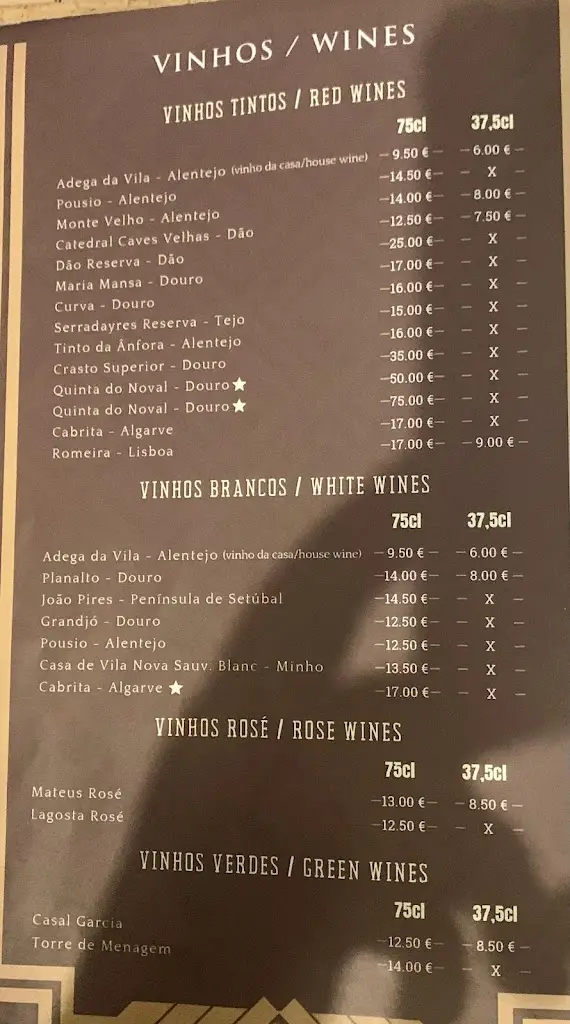 VINHOS / WINES
VINHOS TINTOS / RED WINES
75cl 37,5cl
Adega da Vila - Alentejo (vinho da casa/house wine) — 9.50 € — — 6.00 € —
Pousio - Alentejo —14.50 €— — X —
Monte Velho - Alentejo —14.00 €— — 8.00 € —
Catedral Caves Velhas - Dão —12.50 €— — 7.50 € —
Dão Reserva - Dão —25.00 €— — X —
Maria Mansa - Douro —17.00 €— — X —
Curva - Douro —16.00 €— — X —
Serradayres Reserva - Tejo —15.00 €— — X —
Tinto da Ânfora - Alentejo —16.00 €— — X —
Crasto Superior - Douro —35.00 €— — X —
Quinta do Noval - Douro ★ —50.00 €— — X —
Quinta do Noval - Douro ★ —75.00 €— — X —
Cabrita - Algarve —17.00 €— — X —
Romeira - Lisboa —17.00 €— — 9.00 € —
VINHOS BRANCOS / WHITE WINES
75cl 37,5cl
Adega da Vila - Alentejo (vinho da casa/house wine) — 9.50 € — — 6.00 € —
Planalto - Douro —14.00 €— — 8.00 € —
João Pires - Península de Setúbal —14.50 €— — X —
Grandjó - Douro —12.50 €— — X —
Pousio - Alentejo —12.50 €— — X —
Casa de Vila Nova Sauv. Blanc - Minho —13.50 €— — X —
Cabrita - Algarve ★ —17.00 €— — X —
VINHOS ROSÉ / ROSE WINES
75cl 37,5cl
Mateus Rosé —13.00 €— — 8.50 € —
Lagosta Rosé —12.50 €— — X —
VINHOS VERDES / GREEN WINES
75cl 37,5cl
Casal Garcia —12.50 €— — 8.50 € —
Torre de Menagem —14.00 €— — X —